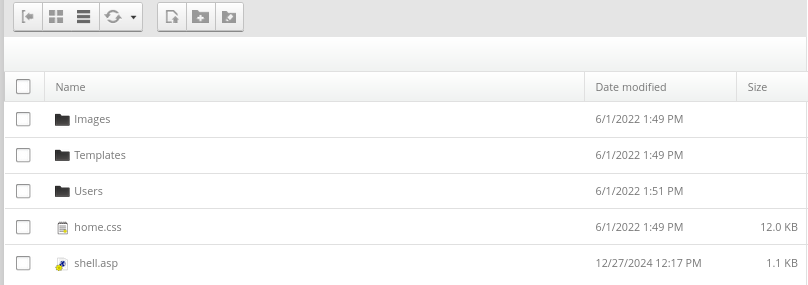 Name Date modified Size
Images 6/1/2022 1:49 PM
Templates 6/1/2022 1:49 PM
Users 6/1/2022 1:51 PM
home.css 6/1/2022 1:49 PM 12.0 KB
shell.asp 12/27/2024 12:17 PM 1.1 KB